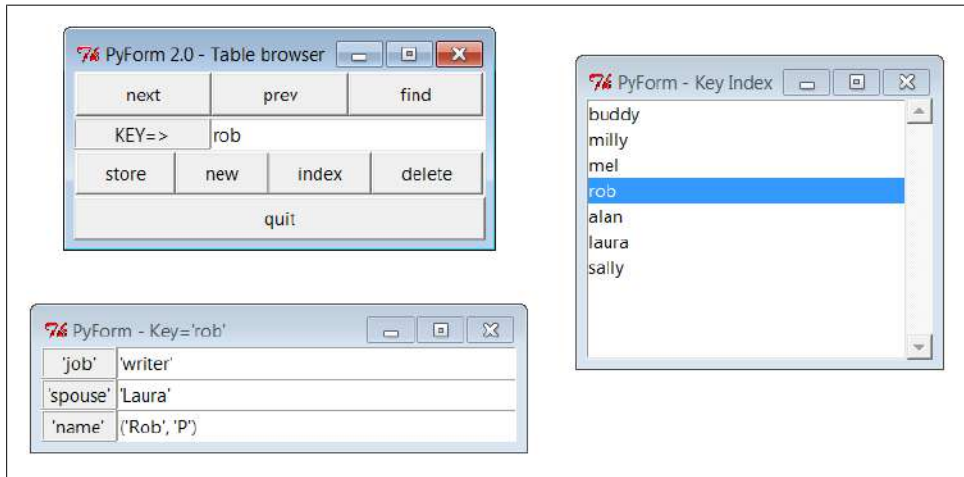 PyForm 2.0 - Table browser
next prev find
KEY=> rob
store new index delete
quit
PyForm - Key Index
buddy
milly
mel
rob
alan
laura
sally
PyForm - Key='rob'
'job' 'writer'
'spouse' 'Laura'
'name' ('Rob', 'P')